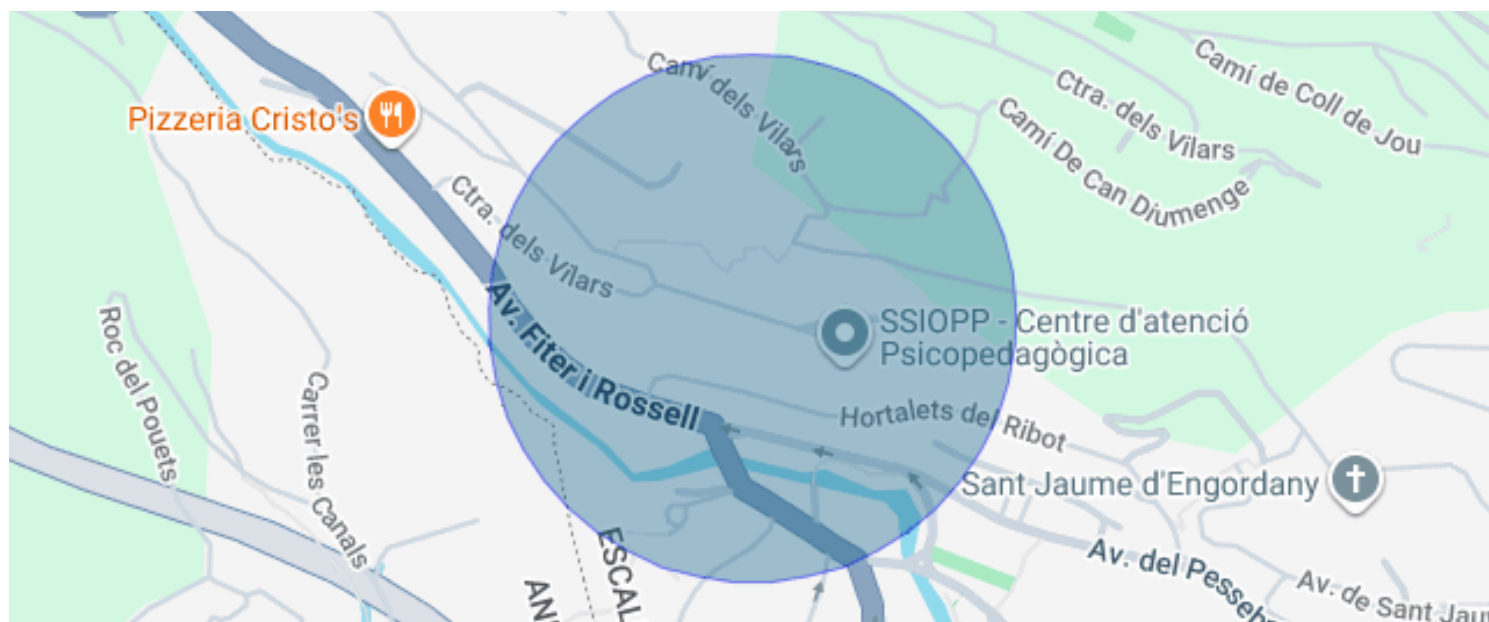 Camí de Coll de Jou
Camí dels Vilars
Ctra. dels Vilars
Pizzeria Cristo's
Camí De Can Diumenge
Ctra. dels Vilars
Av. Fiter i Rossell
SSIOPP - Centre d'atenció
Psicopedagògica
Roc del Pouets
Carrer les Canals
Hortalets del Ribot
Sant Jaume d'Engordany
ESCAL
AN
Av. del Pesseb
Av. de Sant Jau